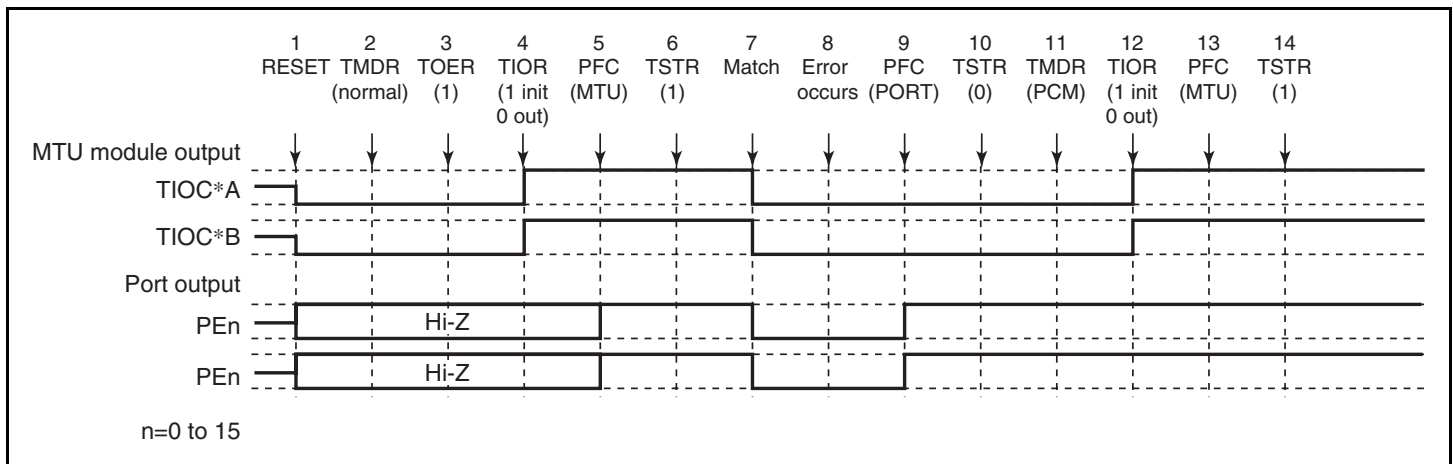 1 2 3 4 5 6 7 8 9 10 11 12 13 14
RESET TMDR TOER TIOR PFC TSTR Match Error PFC TSTR TMDR TIOR PFC TSTR
(normal) (1) (1 init (MTU) (1) occurs (PORT) (0) (PCM) (1 init (MTU) (1)
0 out) 0 out)
MTU module output
TIOC*A
TIOC*B
Port output
PEn Hi-Z
PEn Hi-Z
n=0 to 15